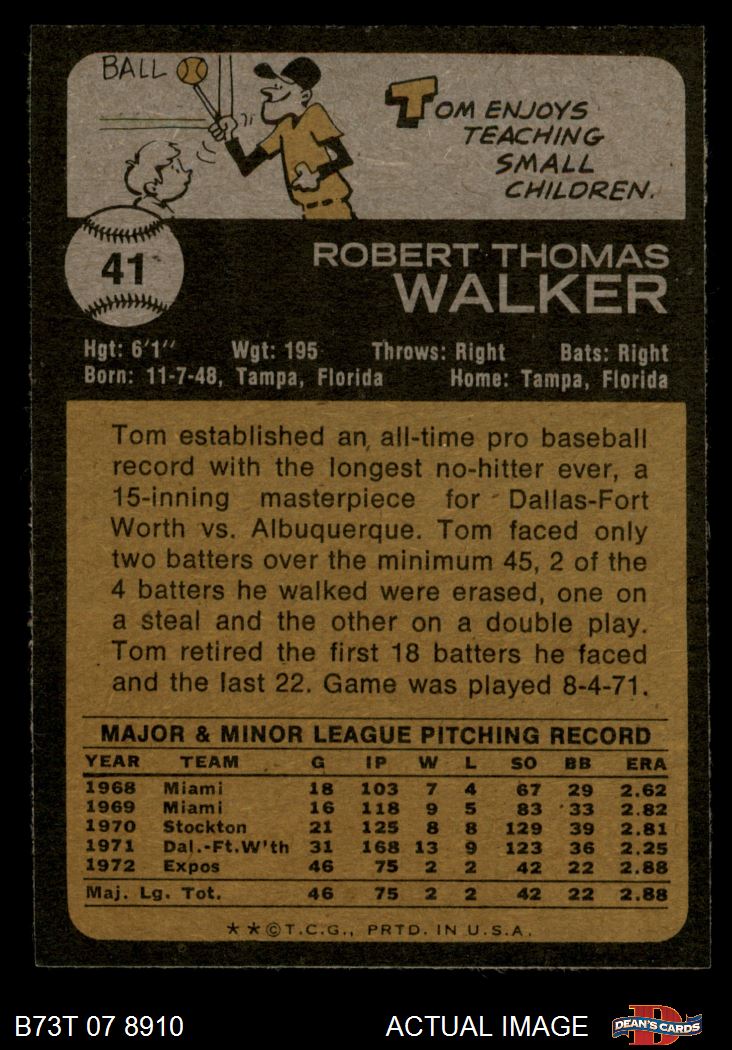 BALL
TOM ENJOYS
TEACHING
SMALL
CHILDREN.
41
ROBERT THOMAS
WALKER
Hgt: 6'1" Wgt: 195 Throws: Right Bats: Right
Born: 11-7-48, Tampa, Florida Home: Tampa, Florida
Tom established an all-time pro baseball
record with the longest no-hitter ever, a
15-inning masterpiece for Dallas-Fort
Worth vs. Albuquerque. Tom faced only
two batters over the minimum 45, 2 of the
4 batters he walked were erased, one on
a steal and the other on a double play.
Tom retired the first 18 batters he faced
and the last 22. Game was played 8-4-71.
MAJOR & MINOR LEAGUE PITCHING RECORD
YEAR TEAM G IP W L SO BB ERA
1968 Miami 18 103 7 4 67 29 2.62
1969 Miami 16 118 9 5 83 33 2.82
1970 Stockton 21 125 8 8 129 39 2.81
1971 Dal.-Ft.W'th 31 168 13 9 123 36 2.25
1972 Expos 46 75 2 2 42 22 2.88
Maj. Lg. Tot. 46 75 2 2 42 22 2.88
**©T.C.G., PRTD. IN U.S.A.
B73T 07 8910 ACTUAL IMAGE D DEAN'S CARDS